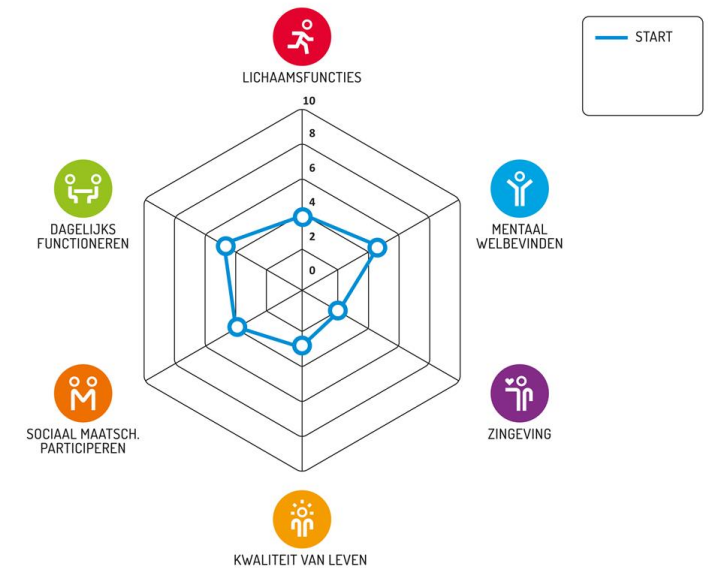 START
LICHAAMSFUNCTIES
10
8
6
4
2
0
DAGELIJKS
FUNCTIONEREN
MENTAAL
WELBEVINDEN
SOCIAAL MAATSCH.
PARTICIPEREN
ZINGEVING
KWALITEIT VAN LEVEN